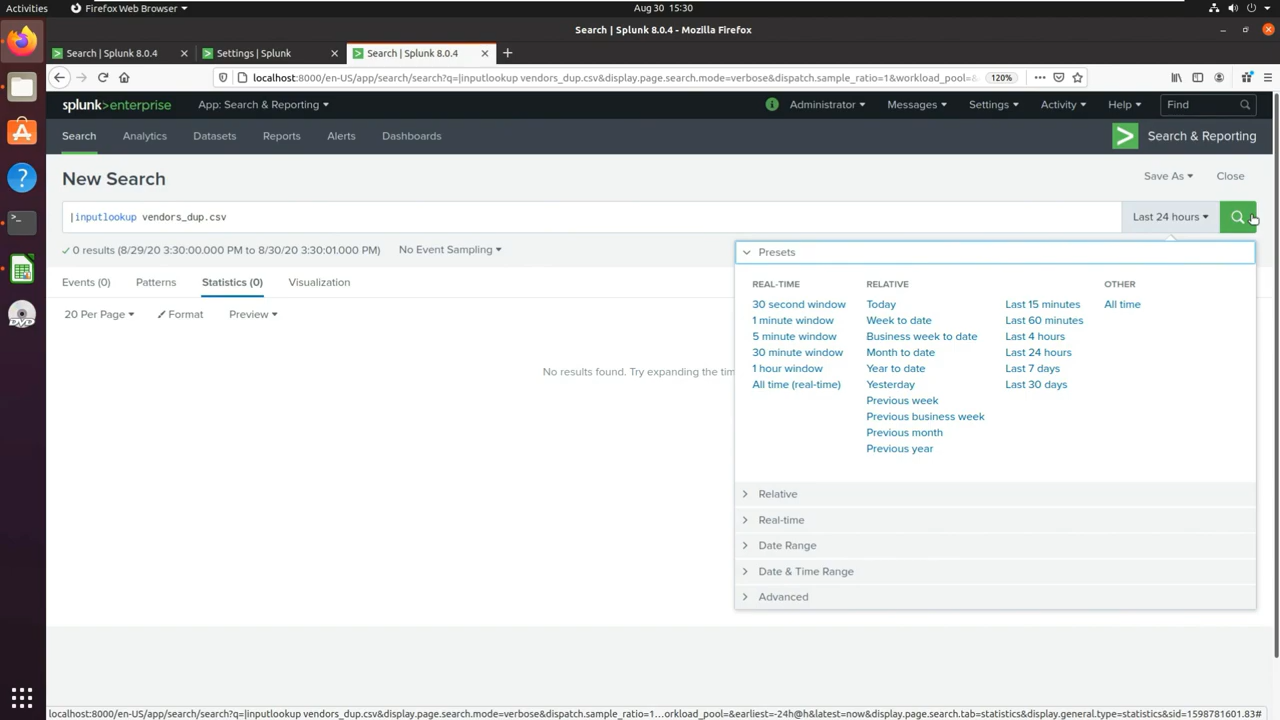 Activities Firefox Web Browser Aug 30 15:30
Search | Splunk 8.0.4 - Mozilla Firefox
Search | Splunk 8.0.4 Settings | Splunk Search | Splunk 8.0.4
localhost:8000/en-US/app/search/search?q=|inputlookup vendors_dup.csv&display.page.search.mode=verbose&dispatch.sample_ratio=1&workload_pool=& 120%
splunk>enterprise App: Search & Reporting Administrator Messages Settings Activity Help Find
Search Analytics Datasets Reports Alerts Dashboards Search & Reporting
New Search Save As Close
|inputlookup vendors_dup.csv Last 24 hours
0 results (8/29/20 3:30:00.000 PM to 8/30/20 3:30:01.000 PM) No Event Sampling
Presets
Events (0) Patterns Statistics (0) Visualization
REAL-TIME RELATIVE OTHER
30 second window Today Last 15 minutes All time
20 Per Page Format Preview
1 minute window Week to date Last 60 minutes
5 minute window Business week to date Last 4 hours
30 minute window Month to date Last 24 hours
No results found. Try expanding the tim
1 hour window Year to date Last 7 days
All time (real-time) Yesterday Last 30 days
Previous week
Previous business week
Previous month
Previous year
Relative
Real-time
Date Range
Date & Time Range
Advanced
DVD
localhost:8000/en-US/app/search/search?q=|inputlookup vendors_dup.csv&display.page.search.mode=verbose&dispatch.sample_ratio=1...orkload_pool=&earliest=-24h@h&latest=now&display.page.search.tab=statistics&display.general.type=statistics&sid=1598781601.83#